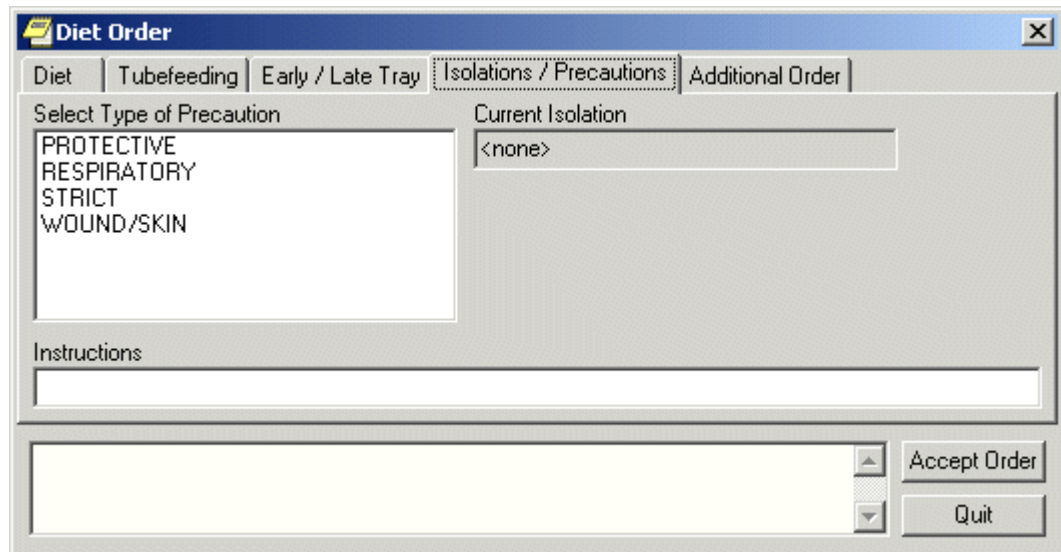 Diet Order
Diet Tubefeeding Early / Late Tray Isolations / Precautions Additional Order
Select Type of Precaution
PROTECTIVE
RESPIRATORY
STRICT
WOUND/SKIN
Current Isolation
<none>
Instructions
Accept Order
Quit